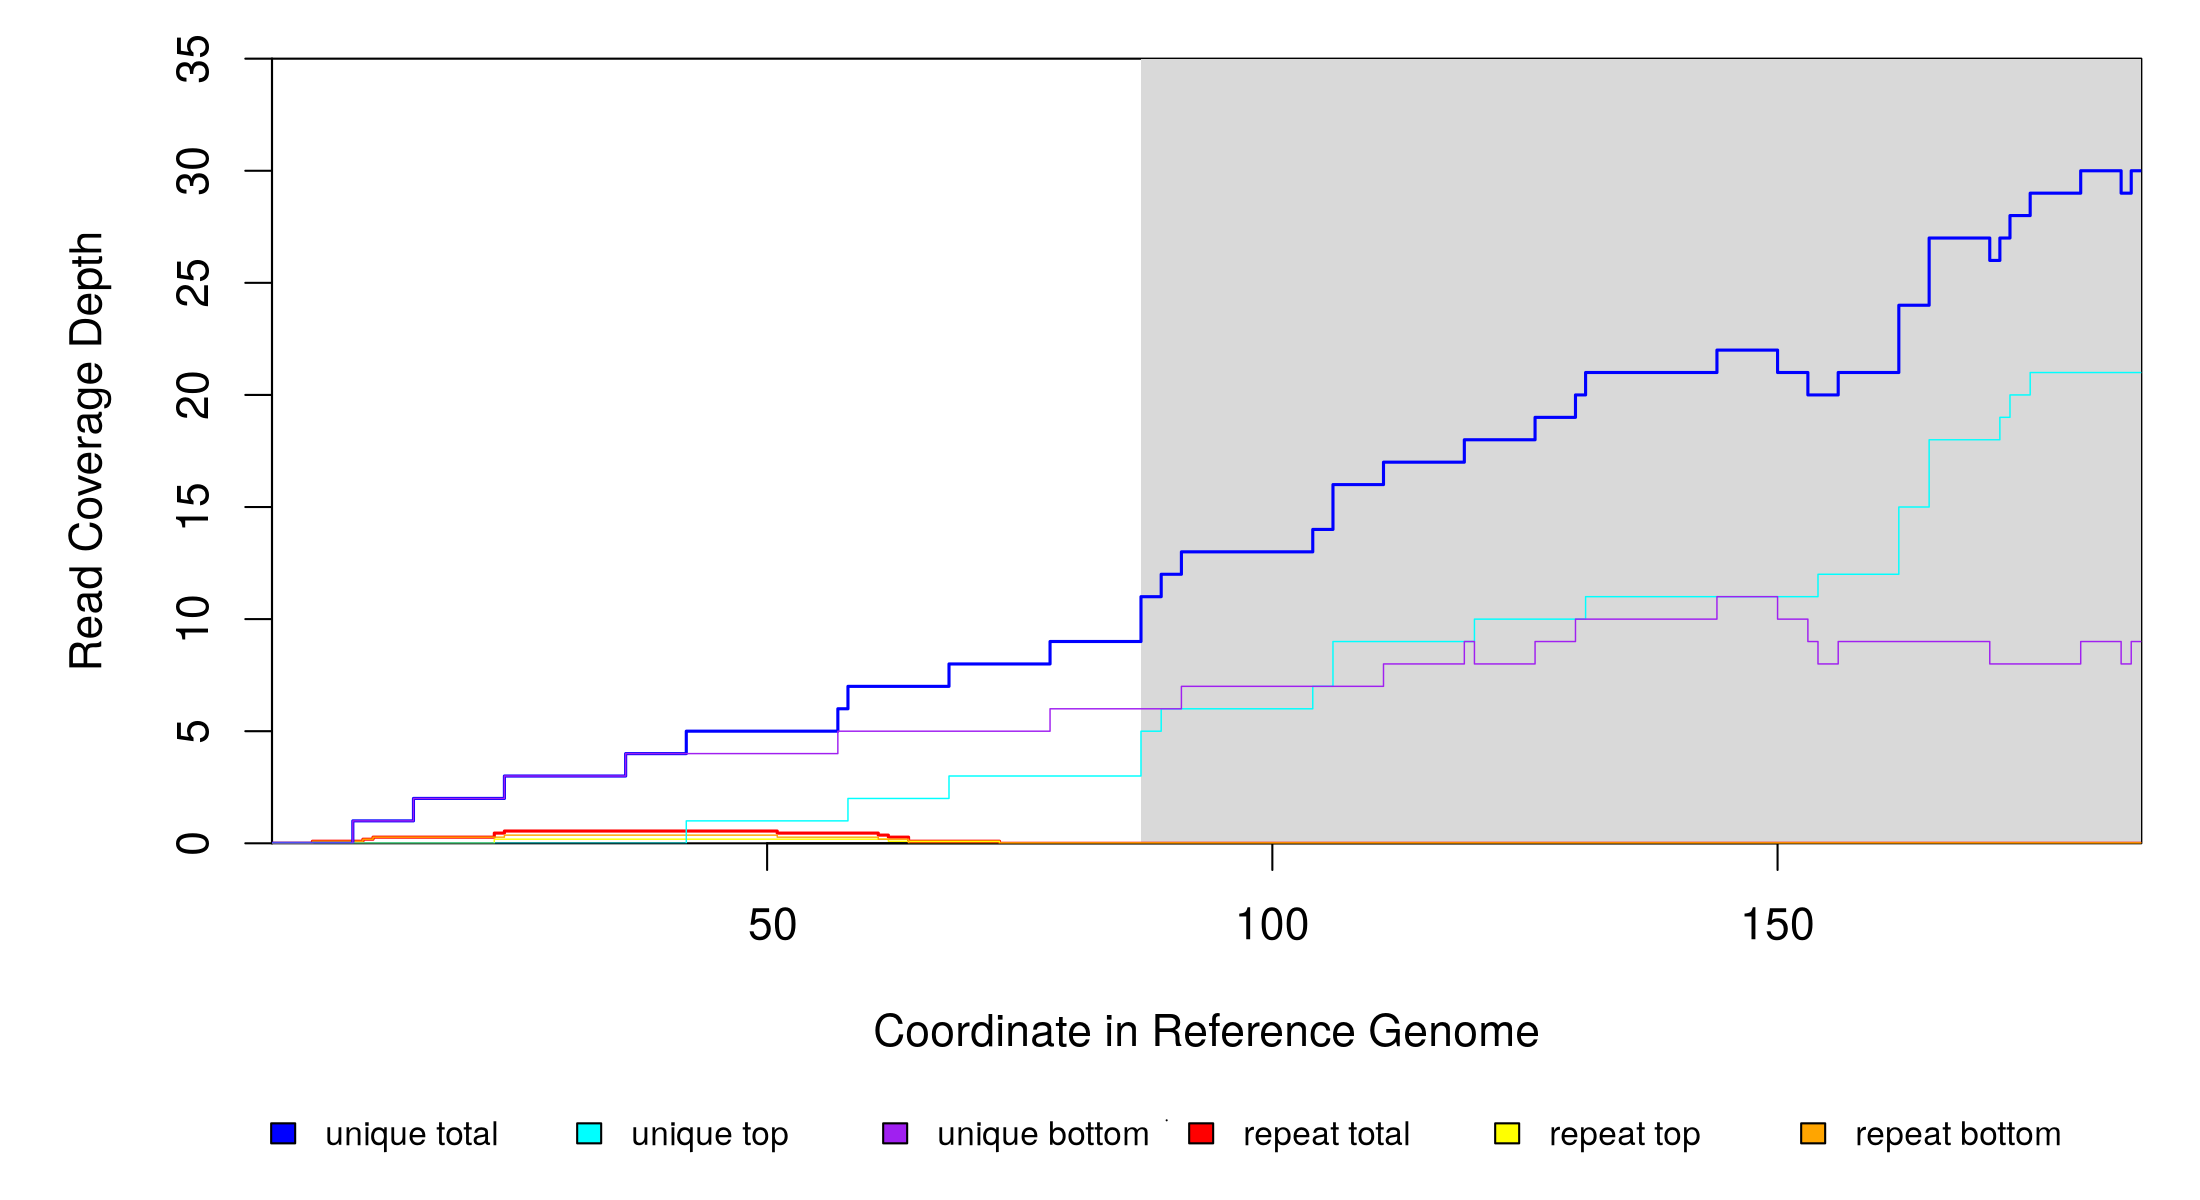 35
30
25
20
15
10
5
0
Read Coverage Depth
50 100 150
Coordinate in Reference Genome
unique total unique top unique bottom repeat total repeat top repeat bottom